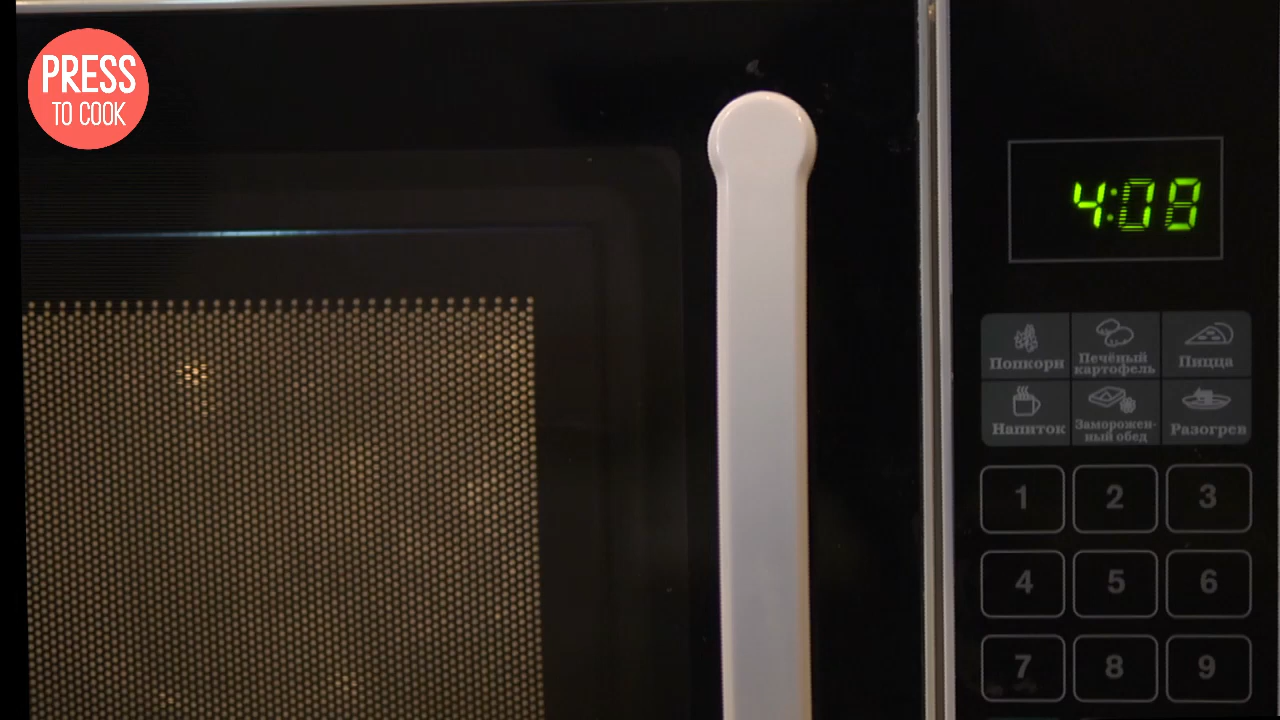 PRESS
TO COOK
4:08
Попкорн
Печёный
картофель
Пицца
Напиток
Заморожен-
ный обед
Разогрев
1 2 3
4 5 6
7 8 9